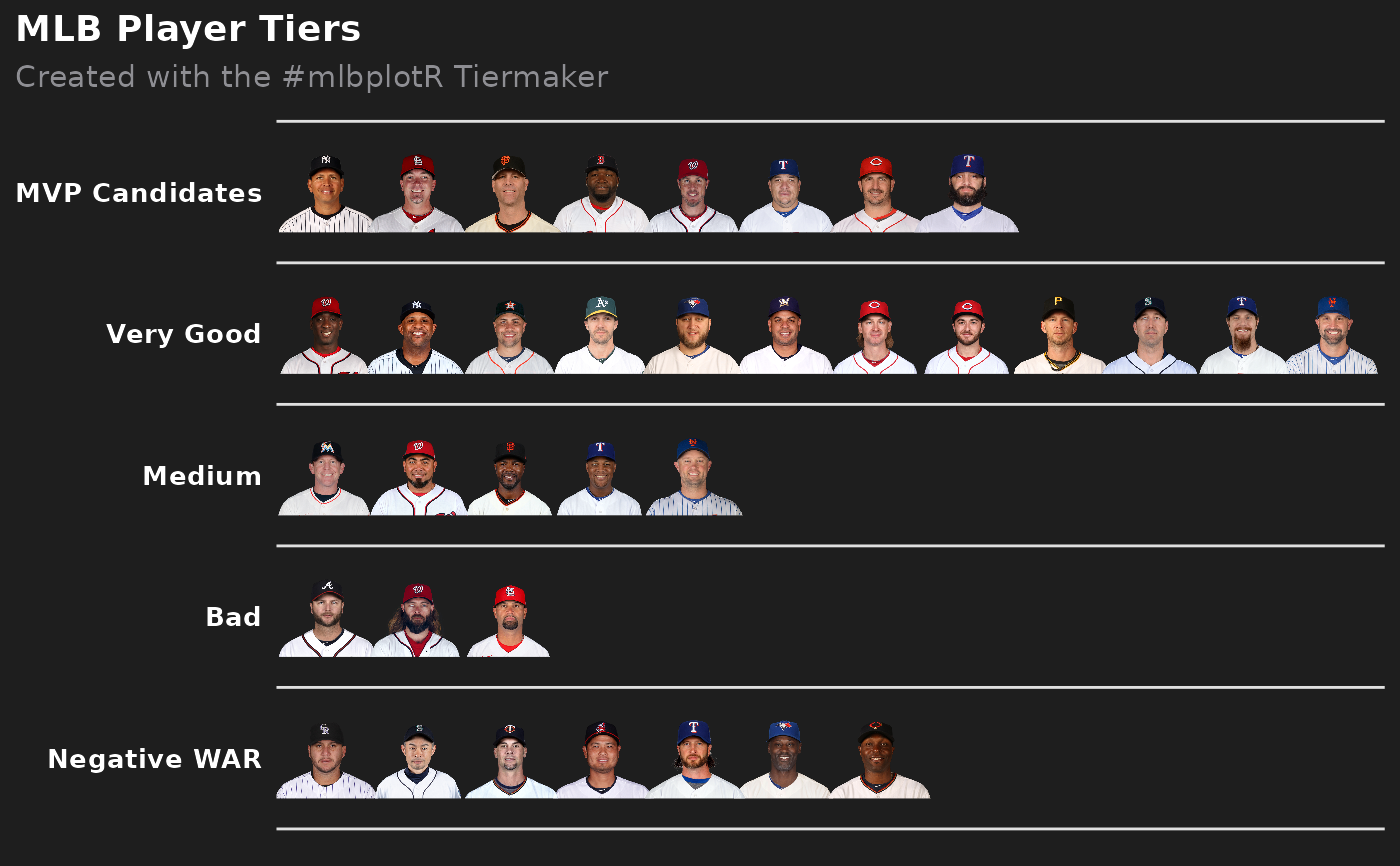 MLB Player Tiers
Created with the #mlbplotR Tiermaker
MVP Candidates
Very Good
Medium
Bad
Negative WAR